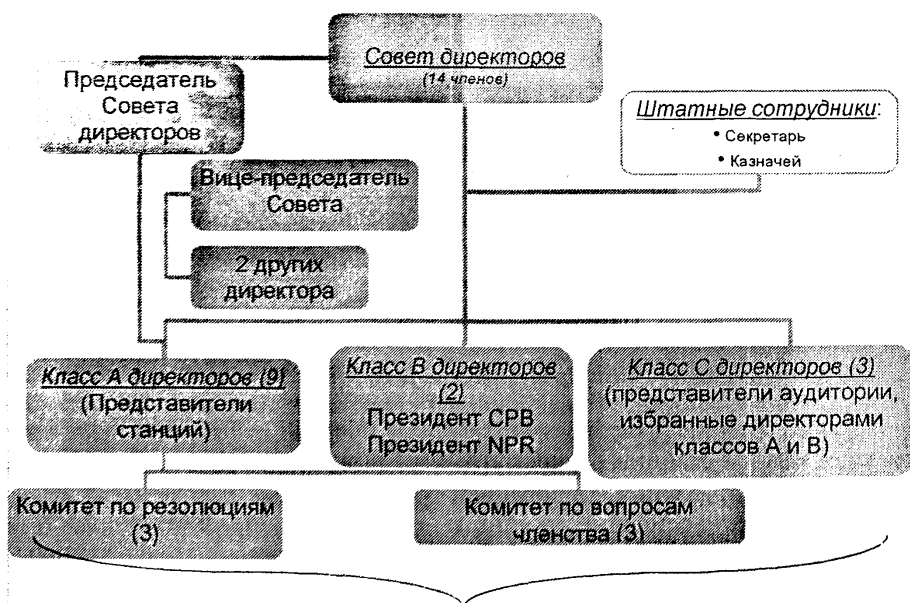 Совет директоров
(14 членов)
Председатель
Совета
директоров
Штатные сотрудники:
• Секретарь
• Казначей
Вице-председатель
Совета
2 других
директора
Класс А директоров (9)
(Представители
станций)
Класс В директоров
(2)
Президент СРВ
Президент NPR
Класс С директоров (3)
(представители аудитории,
избранные директорами
классов А и В)
Комитет по резолюциям
(3)
Комитет по вопросам
членства (3)